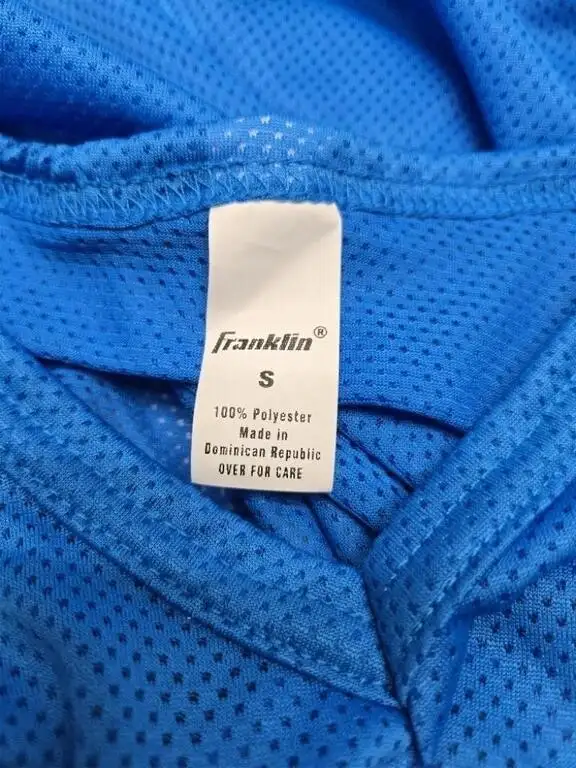 Franklin®
S
100% Polyester
Made in
Dominican Republic
OVER FOR CARE